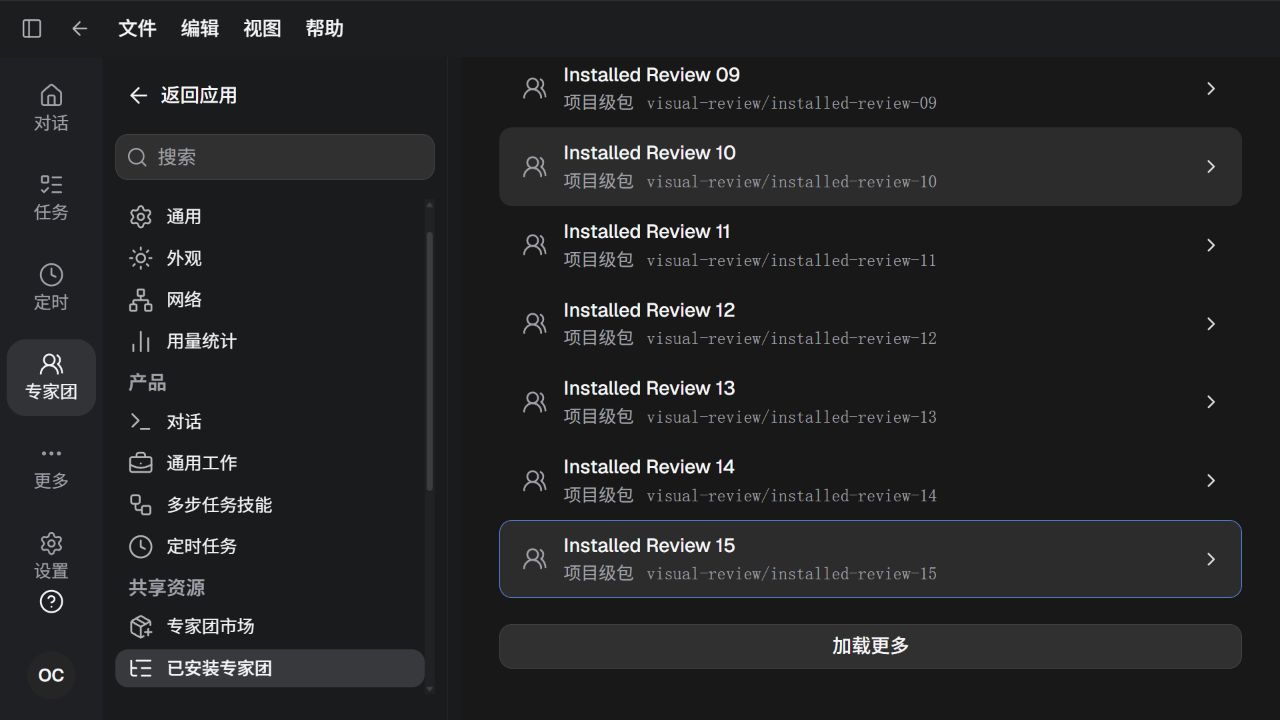 文件 编辑 视图 帮助
对话
任务
定时
专家团
更多
设置
OC
返回应用
搜索
通用
外观
网络
用量统计
产品
对话
通用工作
多步任务技能
定时任务
共享资源
专家团市场
已安装专家团
Installed Review 09
项目级包 visual-review/installed-review-09
Installed Review 10
项目级包 visual-review/installed-review-10
Installed Review 11
项目级包 visual-review/installed-review-11
Installed Review 12
项目级包 visual-review/installed-review-12
Installed Review 13
项目级包 visual-review/installed-review-13
Installed Review 14
项目级包 visual-review/installed-review-14
Installed Review 15
项目级包 visual-review/installed-review-15
加载更多